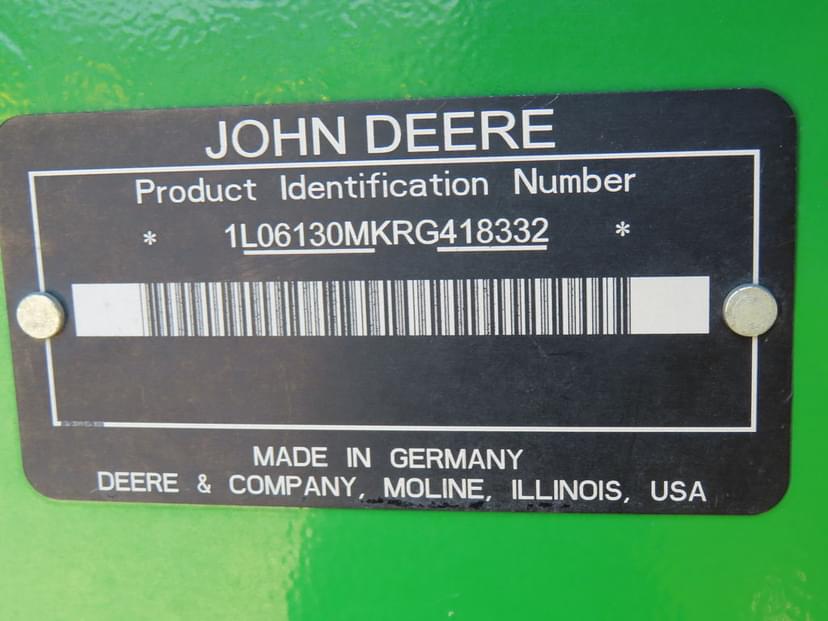 JOHN DEERE
Product Identification Number
* 1L06130MKRG418332 *
MADE IN GERMANY
DEERE & COMPANY, MOLINE, ILLINOIS, USA